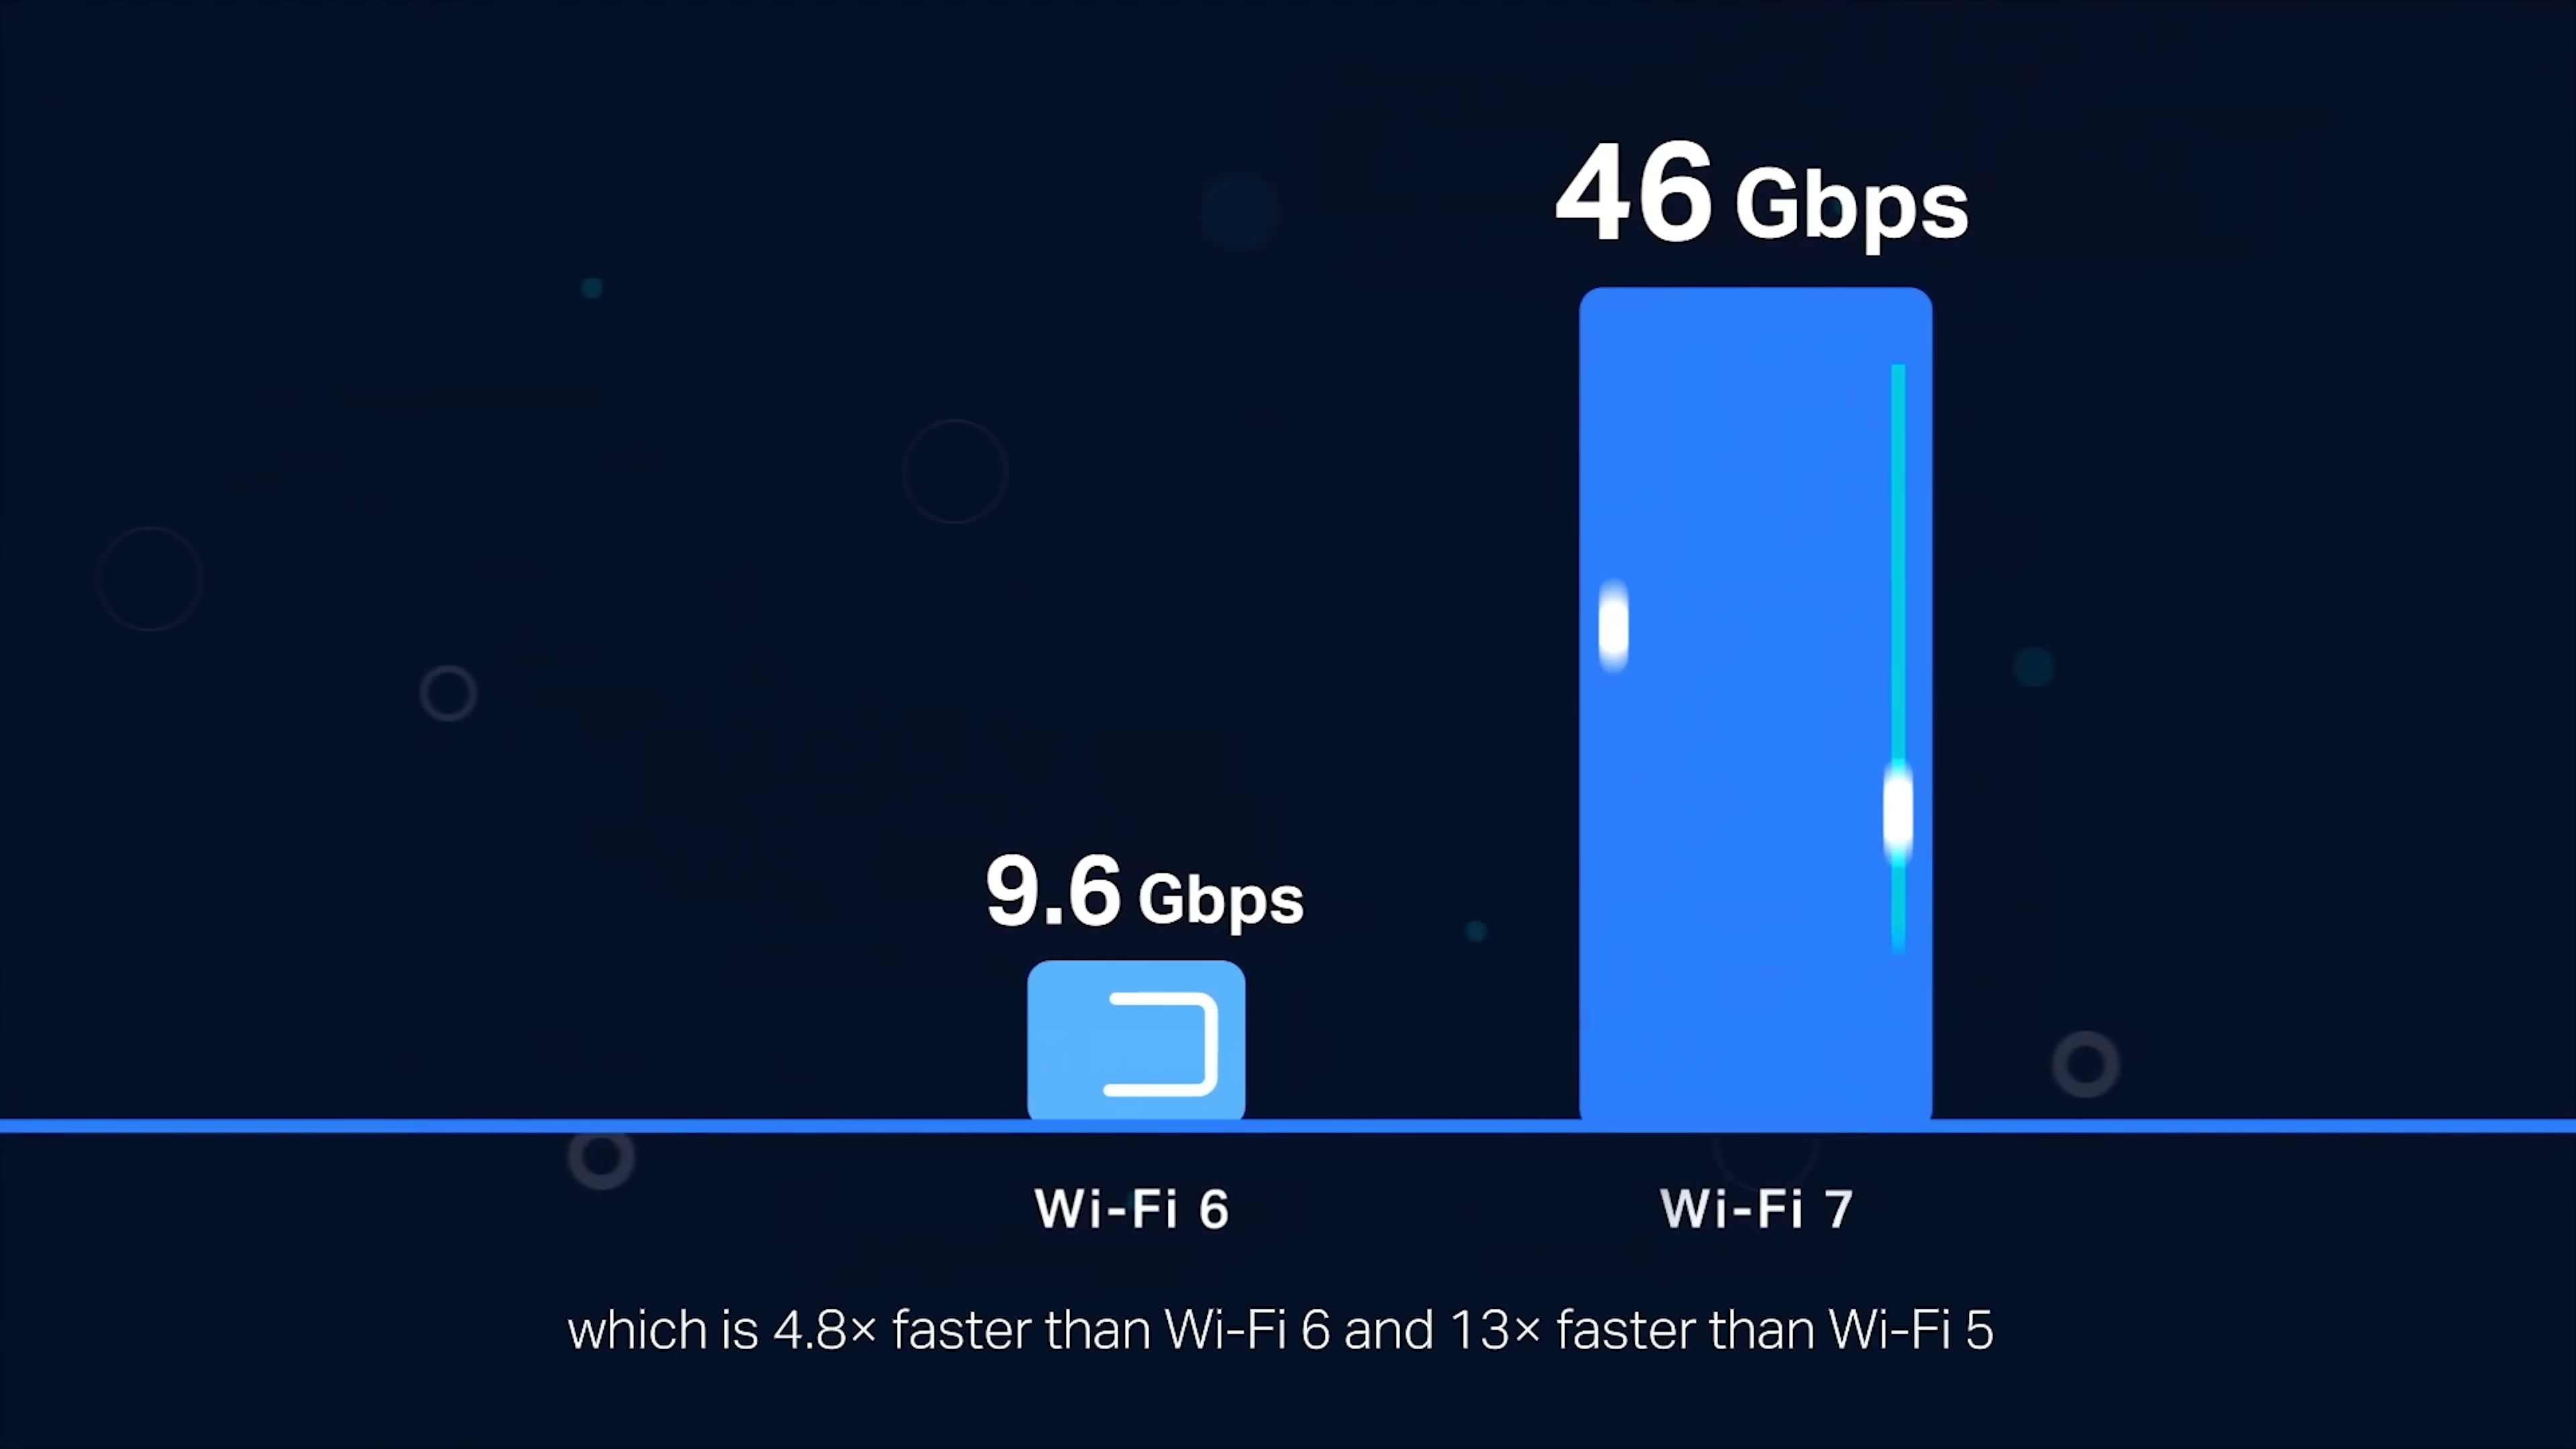 46 Gbps
9.6 Gbps
Wi-Fi 6
Wi-Fi 7
which is 4.8× faster than Wi-Fi 6 and 13× faster than Wi-Fi 5